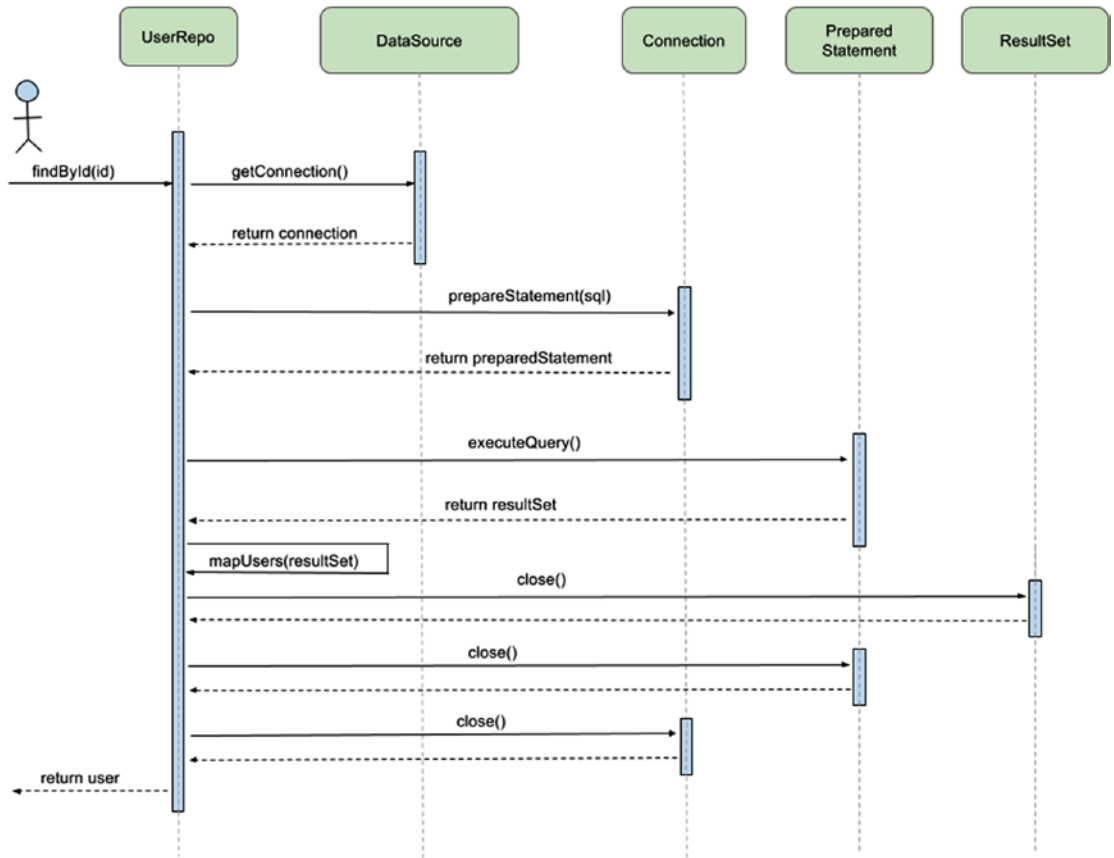 UserRepo
DataSource
Connection
Prepared
Statement
ResultSet
findById(id)
getConnection()
return connection
prepareStatement(sql)
return preparedStatement
executeQuery()
return resultSet
mapUsers(resultSet)
close()
close()
close()
return user